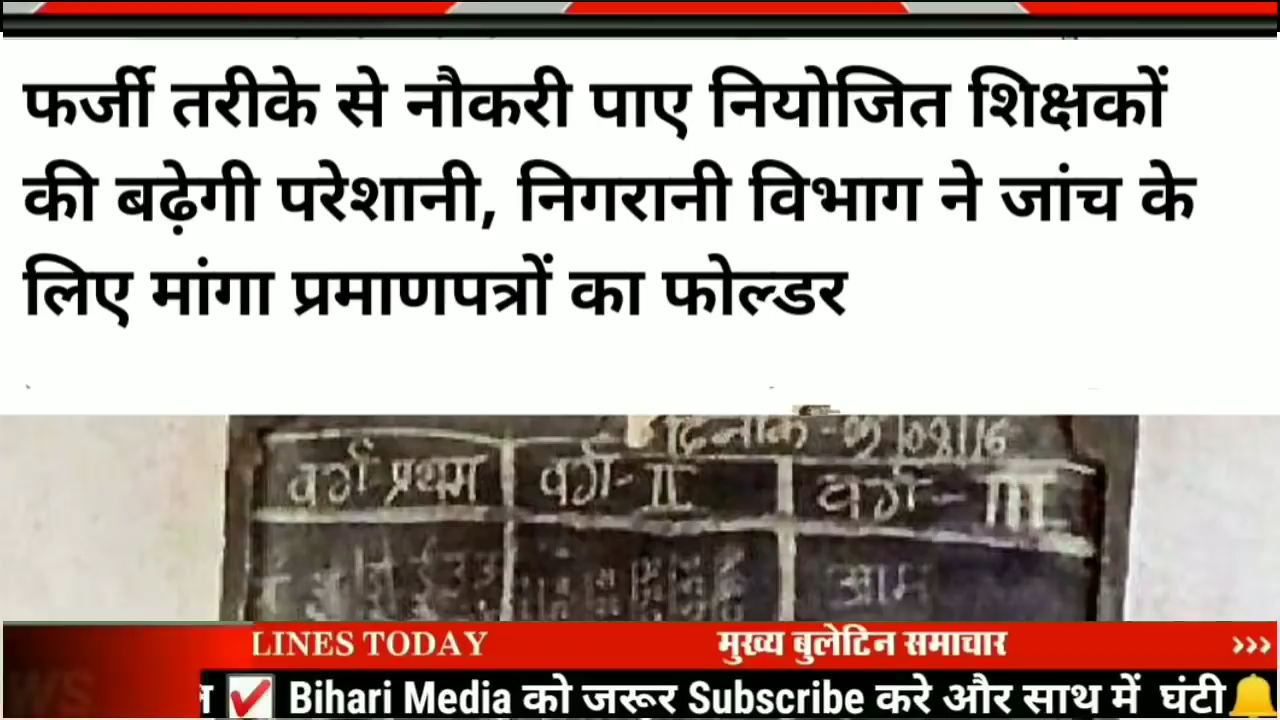 फर्जी तरीके से नौकरी पाए नियोजित शिक्षकों
की बढ़ेगी परेशानी, निगरानी विभाग ने जांच के
लिए मांगा प्रमाणपत्रों का फोल्डर
दिनांक -
वर्ग प्रथम वर्ग- II वर्ग - III
आम
LINES TODAY मुख्य बुलेटिन समाचार >>>
Bihari Media को जरूर Subscribe करे और साथ में घंटी